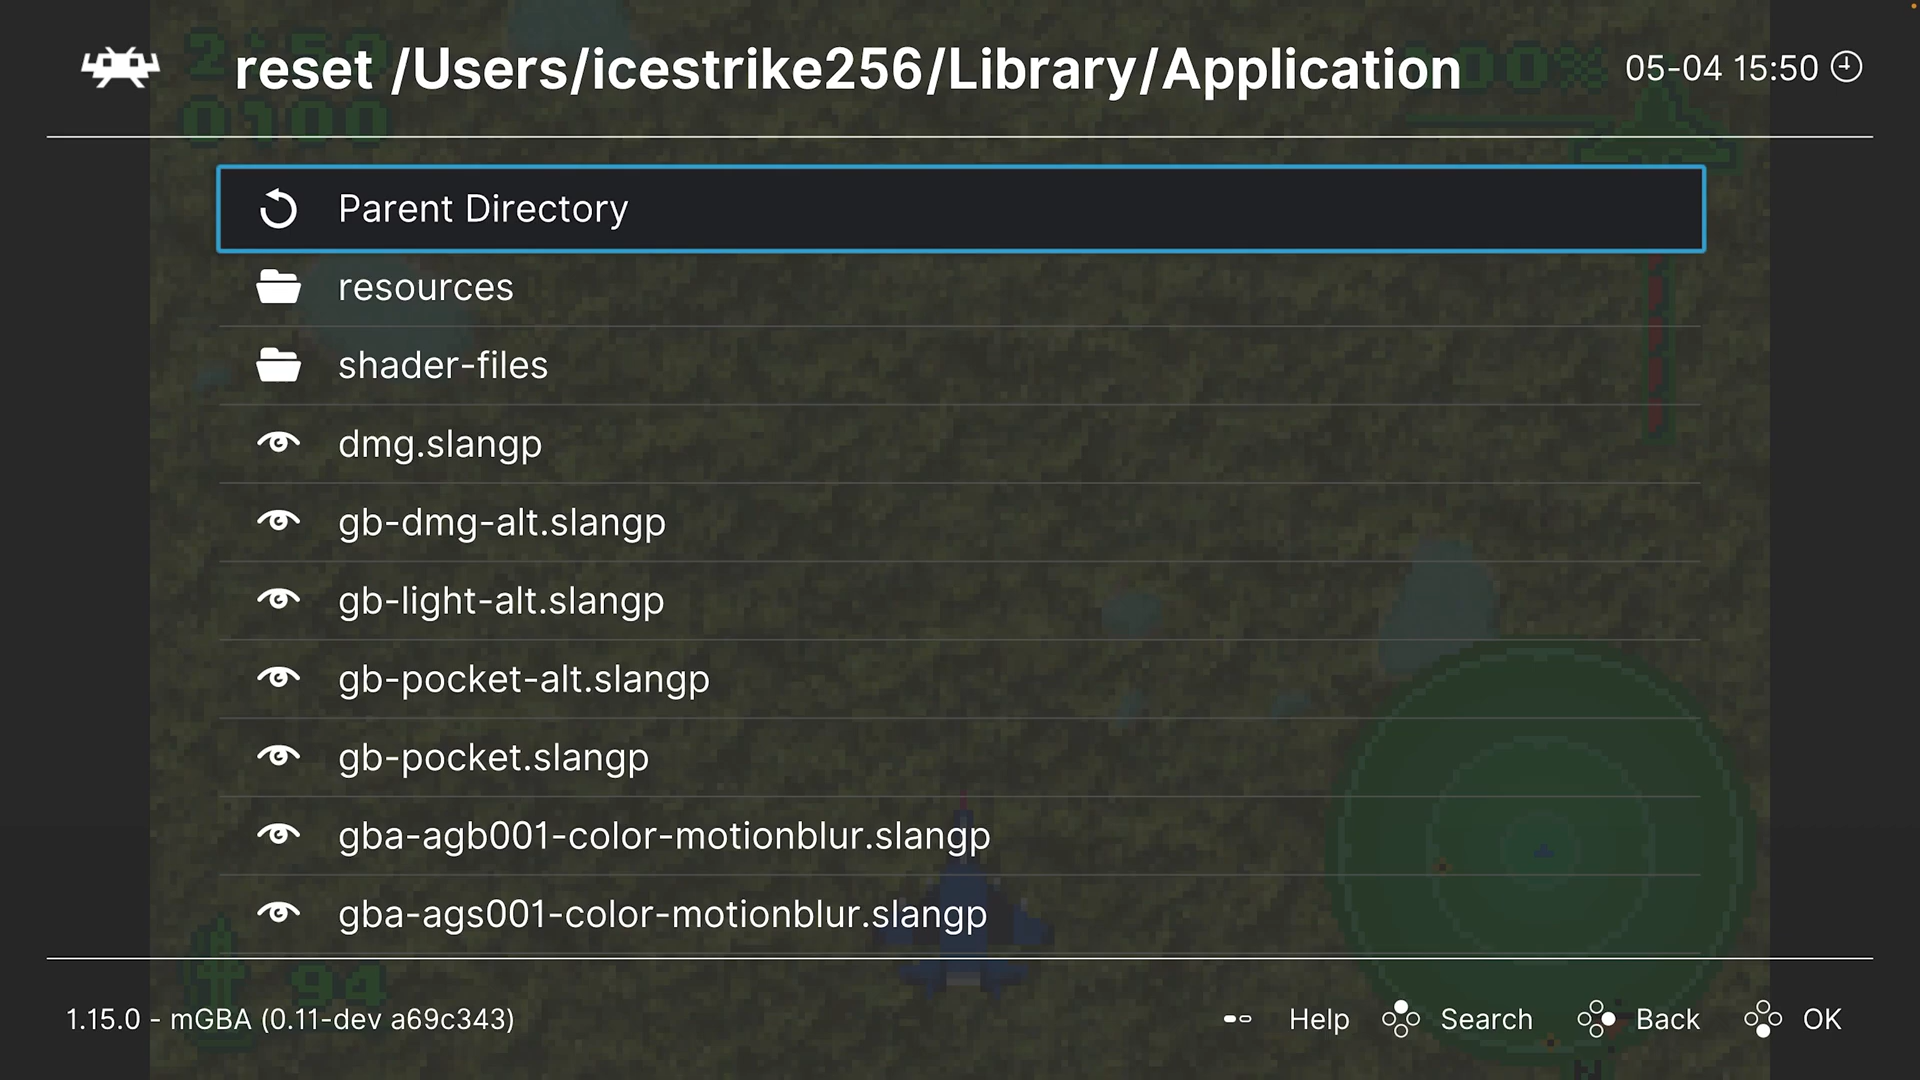 reset /Users/icestrike256/Library/Application
05-04 15:50
Parent Directory
resources
shader-files
dmg.slangp
gb-dmg-alt.slangp
gb-light-alt.slangp
gb-pocket-alt.slangp
gb-pocket.slangp
gba-agb001-color-motionblur.slangp
gba-ags001-color-motionblur.slangp
94
0100
1.15.0 - mGBA (0.11-dev a69c343)
Help
Search
Back
OK